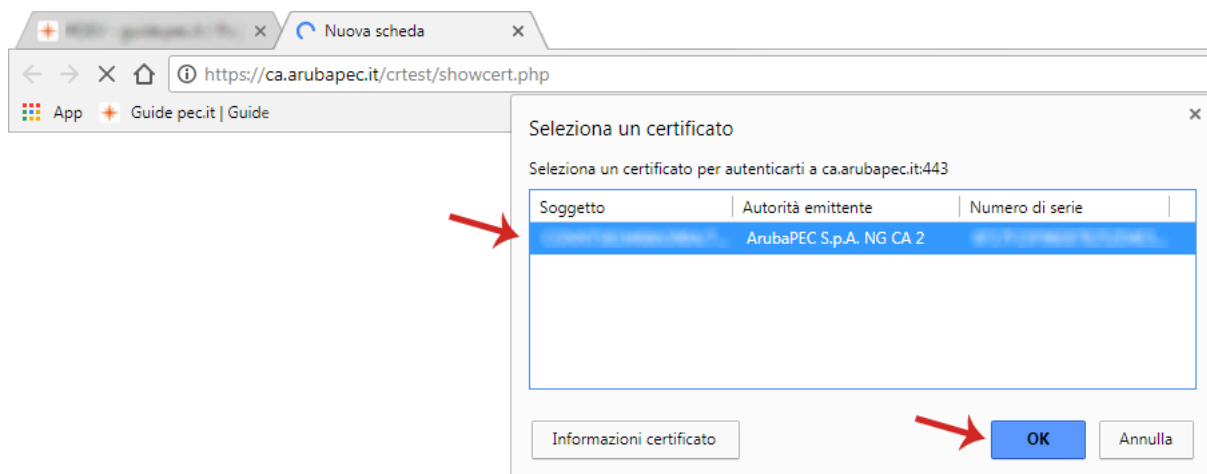 Nuova scheda
https://ca.arubapec.it/crtest/showcert.php
App Guide pec.it | Guide
Seleziona un certificato
Seleziona un certificato per autenticarti a ca.arubapec.it:443
Soggetto Autorità emittente Numero di serie
ArubaPEC S.p.A. NG CA 2
Informazioni certificato OK Annulla